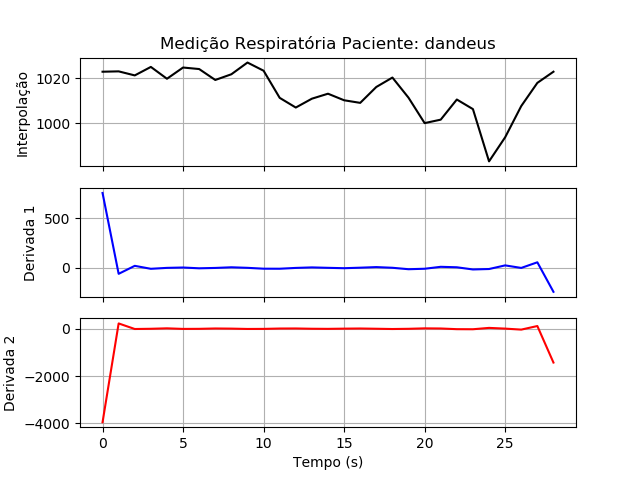 Medição Respiratória Paciente: dandeus
Interpolação
1020
1000
Derivada 1
500
0
Derivada 2
0
−2000
−4000
0 5 10 15 20 25
Tempo (s)